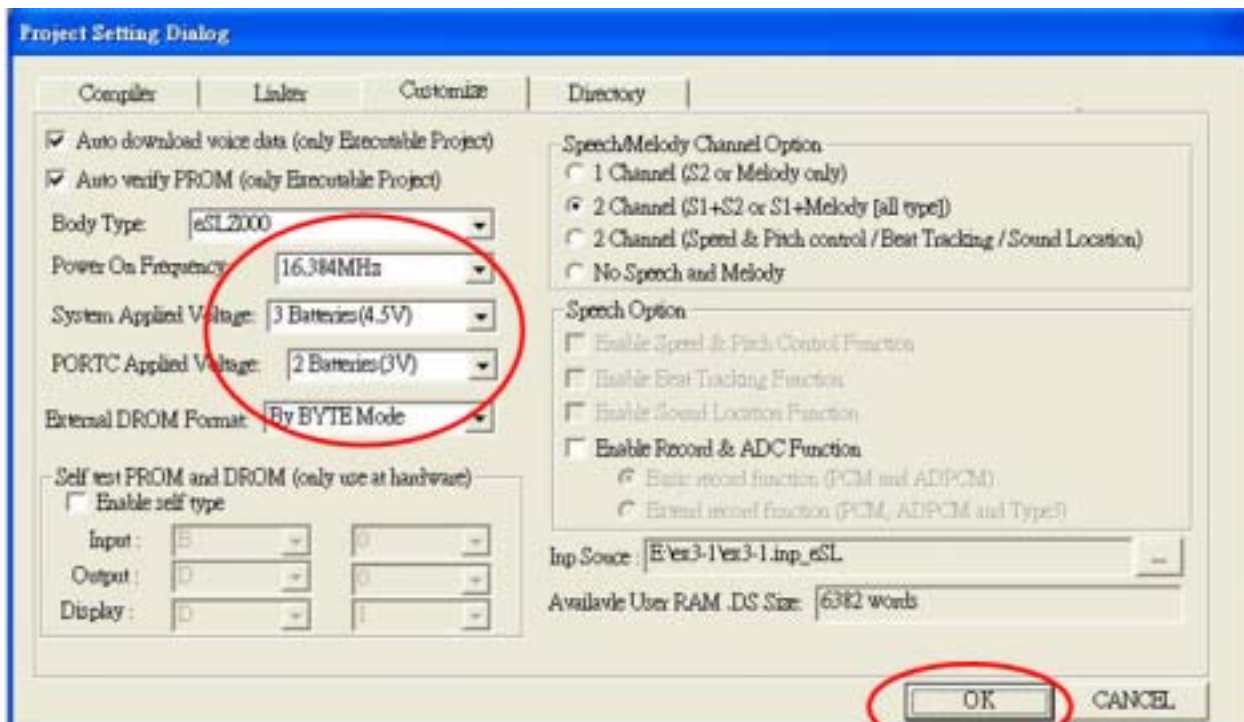 Project Setting Dialog
Compiler
Linker
Customize
Directory
Auto download voice data (only Executable Project)
Auto verify PROM (only Executable Project)
Body Type:
eSLZ000
Power On Frequency:
16.384MHz
System Applied Voltage:
3 Batteries(4.5V)
PORTC Applied Voltage:
2 Batteries(3V)
External DROM Format:
By BYTE Mode
Self test PROM and DROM (only use at hardware)
Enable self type
Input :
B
0
Output :
D
0
Display :
D
1
Speech/Melody Channel Option
1 Channel (S2 or Melody only)
2 Channel (S1+S2 or S1+Melody [all type])
2 Channel (Speed & Pitch control / Beat Tracking / Sound Location)
No Speech and Melody
Speech Option
Enable Speed & Pitch Control Function
Enable Beat Tracking Function
Enable Sound Location Function
Enable Record & ADC Function
Basic record function (PCM and ADPCM)
Extend record function (PCM, ADPCM and Type3)
Inp Souce :
E:\ex3-1\ex3-1.inp_eSL
...
Availavle User RAM .DS Size:
6382 words
OK
CANCEL